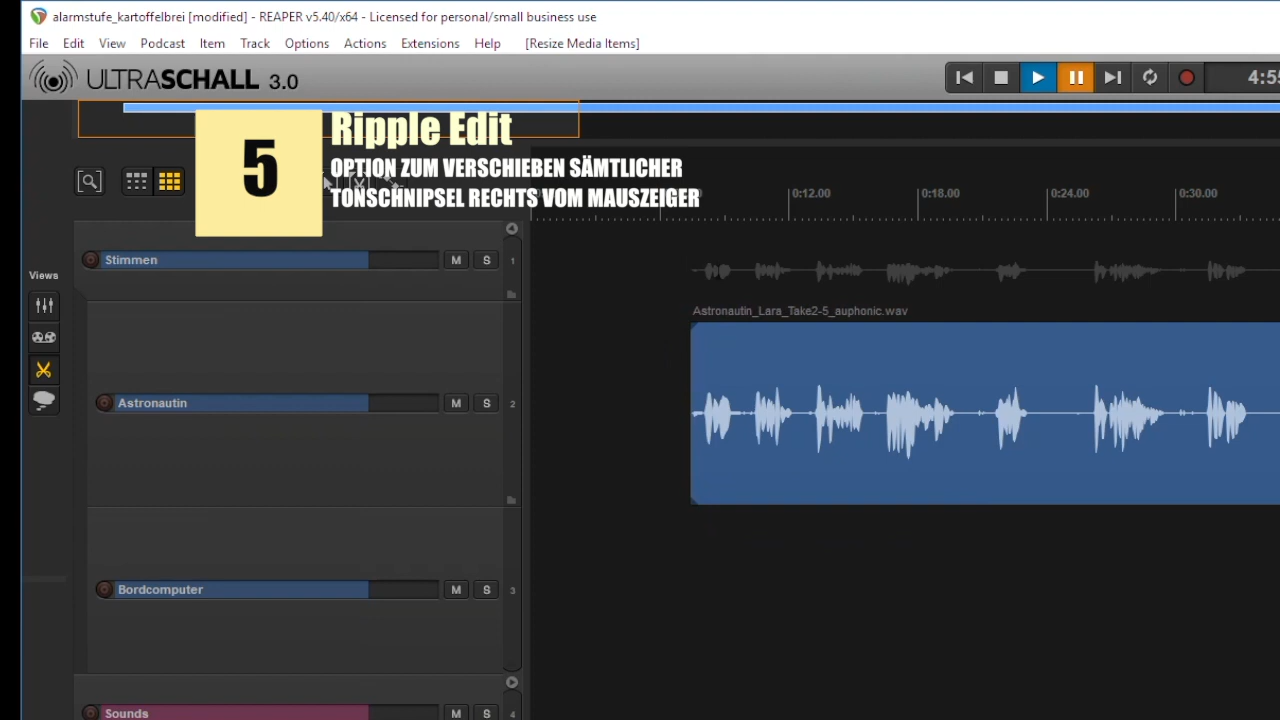 alarmstufe_kartoffelbrei [modified] - REAPER v5.40/x64 - Licensed for personal/small business use
File Edit View Podcast Item Track Options Actions Extensions Help [Resize Media Items]
ULTRASCHALL 3.0
5
Ripple Edit
OPTION ZUM VERSCHIEBEN SÄMTLICHER
TONSCHNIPSEL RECHTS VOM MAUSZEIGER
0:12.00 0:18.00 0:24.00 0:30.00
Views
Stimmen M S 1
Astronautin_Lara_Take2-5_auphonic.wav
Astronautin M S 2
Bordcomputer M S 3
Sounds M S 4